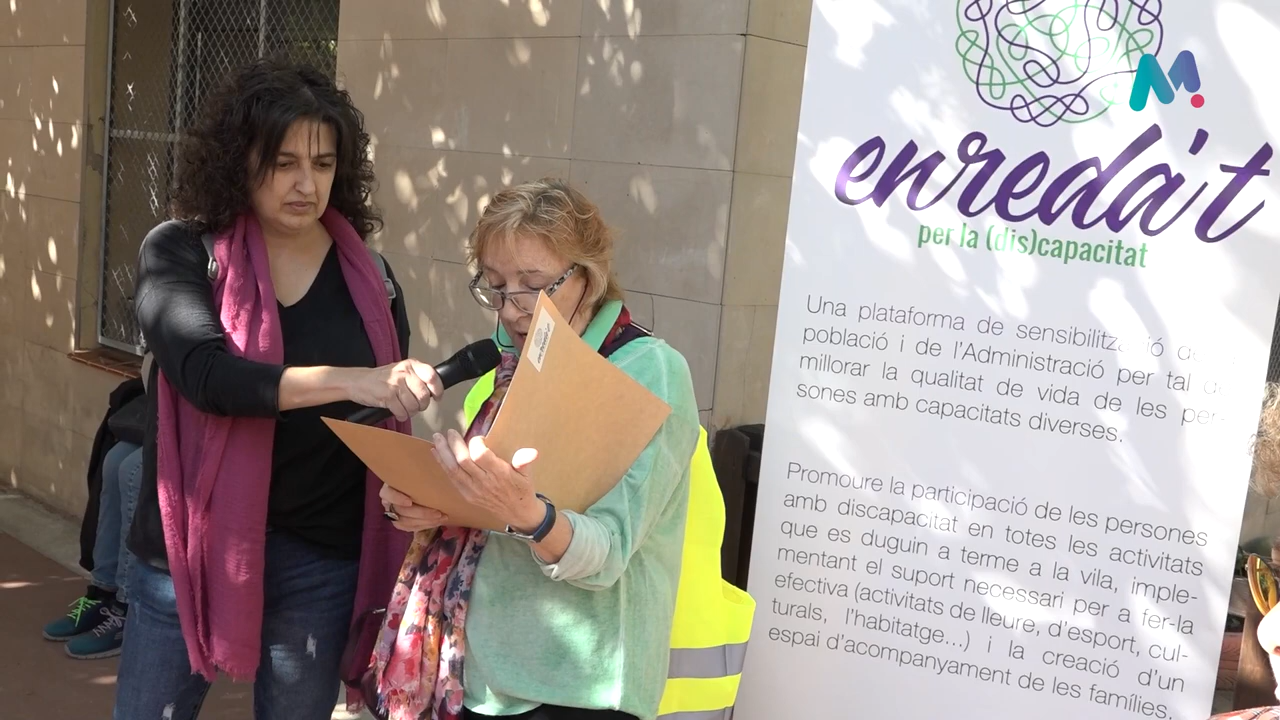 M.
enreda't
per la (dis)capacitat
Una plataforma de sensibilització
població i de l'Administració per tal
millorar la qualitat de vida de les per-
sones amb capacitats diverses.
Promoure la participació de les persones
amb discapacitat en totes les activitats
que es duguin a terme a la vila, imple-
mentant el suport necessari per a fer-la
efectiva (activitats de lleure, d'esport, cul-
turals, l'habitatge...) i la creació d'un
espai d'acompanyament de les famílies.